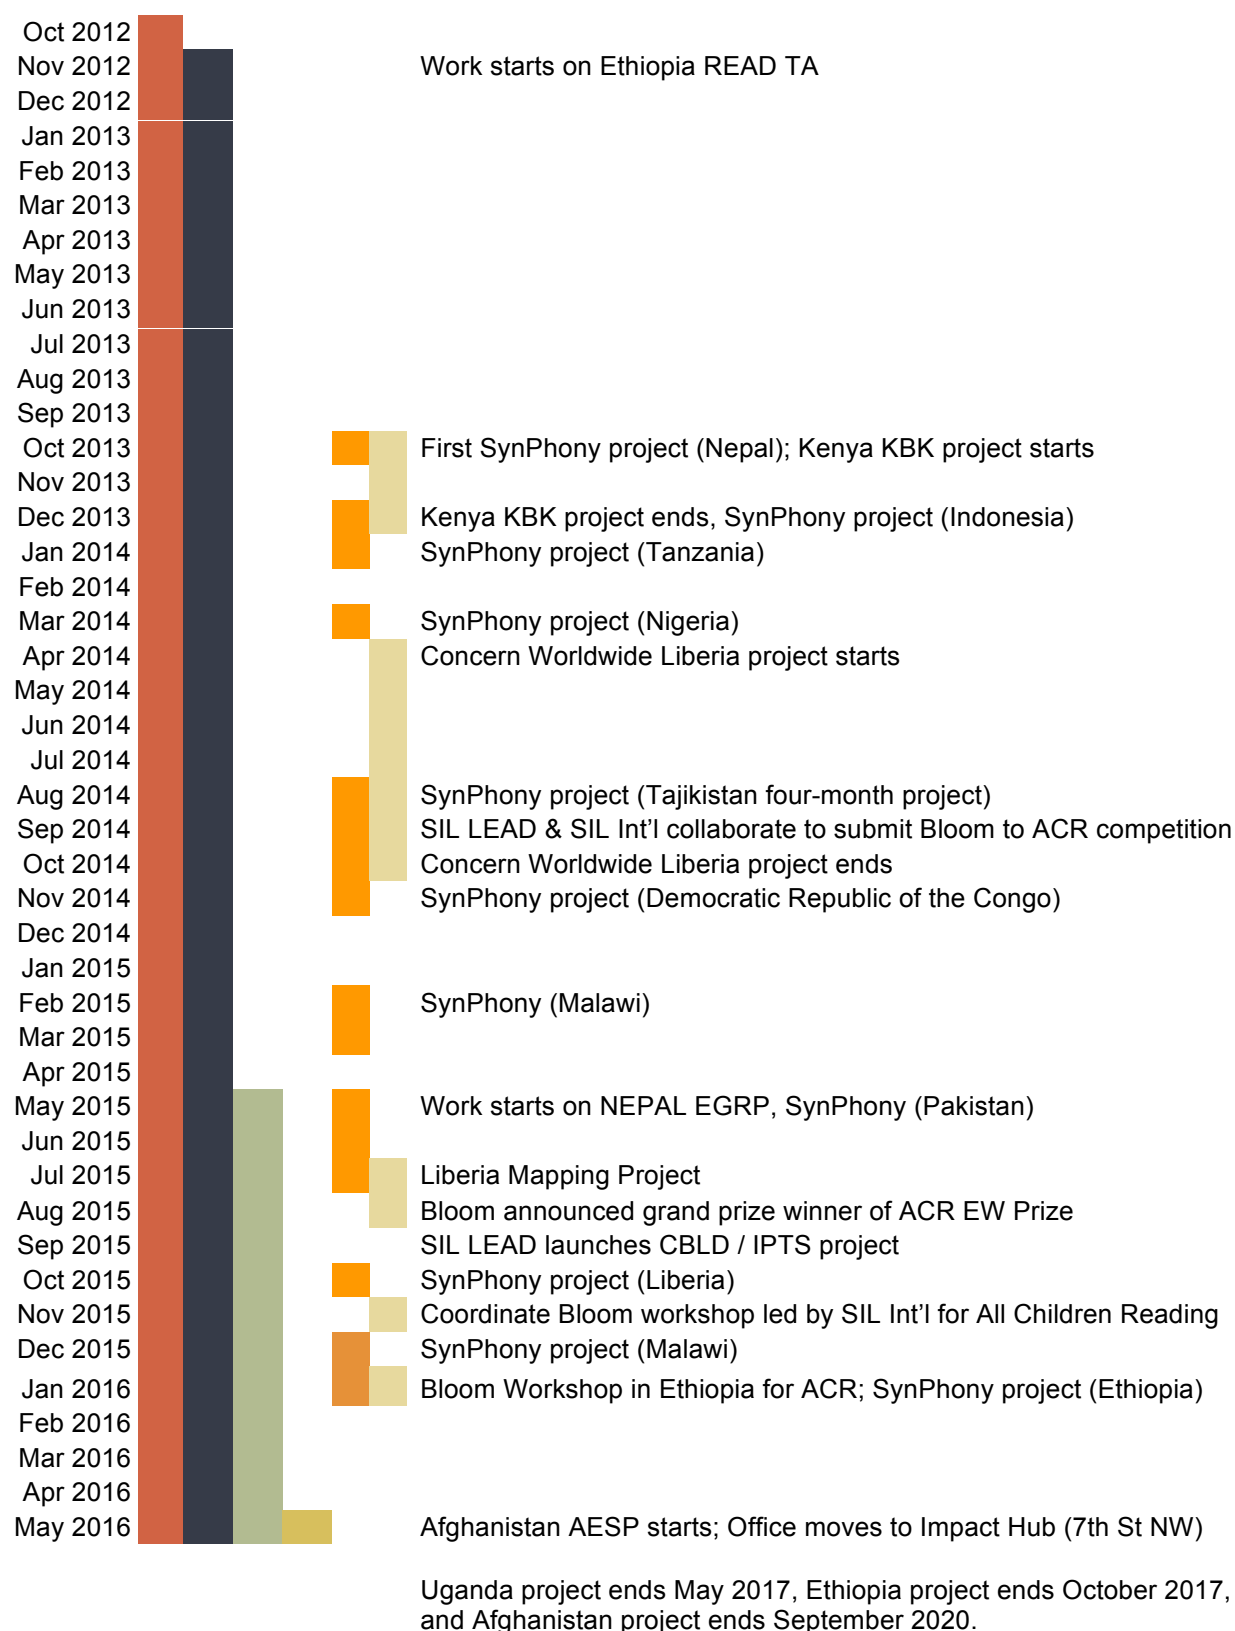 Oct 2012
Nov 2012 Work starts on Ethiopia READ TA
Dec 2012
Jan 2013
Feb 2013
Mar 2013
Apr 2013
May 2013
Jun 2013
Jul 2013
Aug 2013
Sep 2013
Oct 2013 First SynPhony project (Nepal); Kenya KBK project starts
Nov 2013
Dec 2013 Kenya KBK project ends, SynPhony project (Indonesia)
Jan 2014 SynPhony project (Tanzania)
Feb 2014
Mar 2014 SynPhony project (Nigeria)
Apr 2014 Concern Worldwide Liberia project starts
May 2014
Jun 2014
Jul 2014
Aug 2014 SynPhony project (Tajikistan four-month project)
Sep 2014 SIL LEAD & SIL Int’l collaborate to submit Bloom to ACR competition
Oct 2014 Concern Worldwide Liberia project ends
Nov 2014 SynPhony project (Democratic Republic of the Congo)
Dec 2014
Jan 2015
Feb 2015 SynPhony (Malawi)
Mar 2015
Apr 2015
May 2015 Work starts on NEPAL EGRP, SynPhony (Pakistan)
Jun 2015
Jul 2015 Liberia Mapping Project
Aug 2015 Bloom announced grand prize winner of ACR EW Prize
Sep 2015 SIL LEAD launches CBLD / IPTS project
Oct 2015 SynPhony project (Liberia)
Nov 2015 Coordinate Bloom workshop led by SIL Int’l for All Children Reading
Dec 2015 SynPhony project (Malawi)
Jan 2016 Bloom Workshop in Ethiopia for ACR; SynPhony project (Ethiopia)
Feb 2016
Mar 2016
Apr 2016
May 2016 Afghanistan AESP starts; Office moves to Impact Hub (7th St NW)
Uganda project ends May 2017, Ethiopia project ends October 2017,
and Afghanistan project ends September 2020.